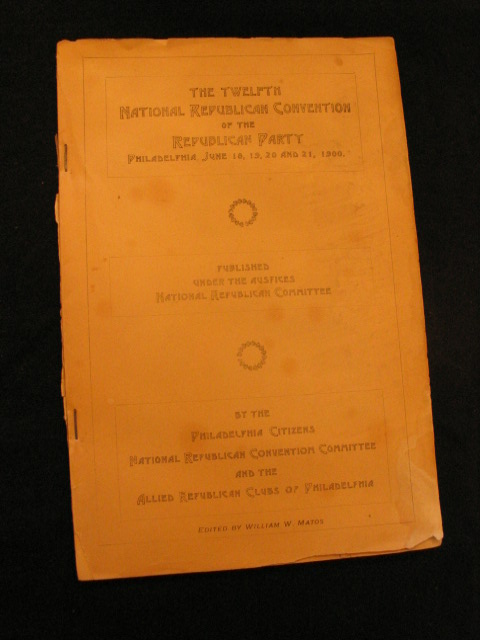 The Twelfth
National Republican Convention
of the
Republican Party
Philadelphia June 18, 19, 20 and 21, 1900.
Published
under the auspices
National Republican Committee
By the
Philadelphia Citizens
National Republican Convention Committee
and the
Allied Republican Clubs of Philadelphia
Edited by William W. Matos